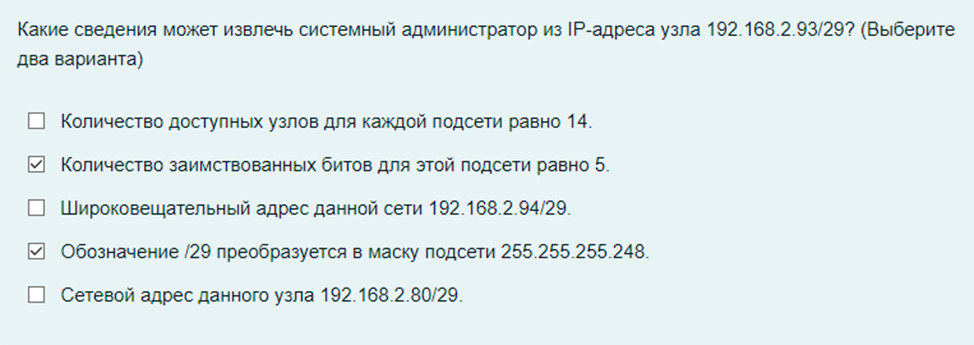 Какие сведения может извлечь системный администратор из IP-адреса узла 192.168.2.93/29? (Выберите
два варианта)
Количество доступных узлов для каждой подсети равно 14.
Количество заимствованных битов для этой подсети равно 5.
Широковещательный адрес данной сети 192.168.2.94/29.
Обозначение /29 преобразуется в маску подсети 255.255.255.248.
Сетевой адрес данного узла 192.168.2.80/29.